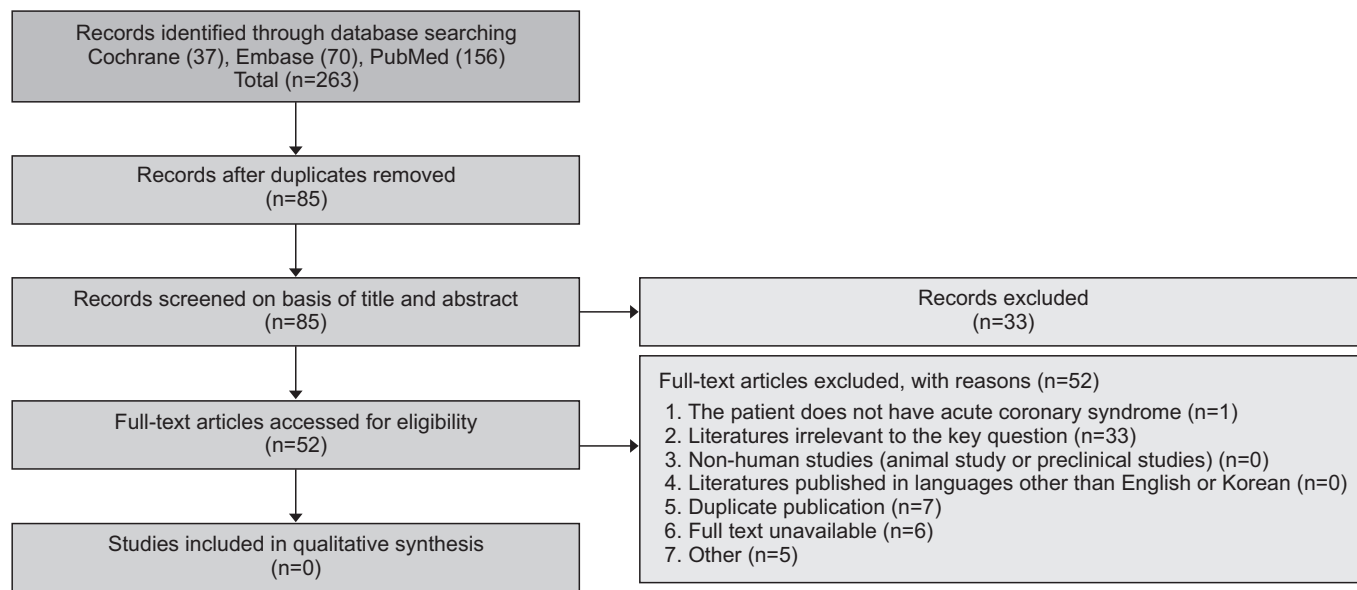 Records identified through database searching
Cochrane (37), Embase (70), PubMed (156)
Total (n=263)
Records after duplicates removed
(n=85)
Records screened on basis of title and abstract
(n=85)
Records excluded
(n=33)
Full-text articles accessed for eligibility
(n=52)
Full-text articles excluded, with reasons (n=52)
1. The patient does not have acute coronary syndrome (n=1)
2. Literatures irrelevant to the key question (n=33)
3. Non-human studies (animal study or preclinical studies) (n=0)
4. Literatures published in languages other than English or Korean (n=0)
5. Duplicate publication (n=7)
6. Full text unavailable (n=6)
7. Other (n=5)
Studies included in qualitative synthesis
(n=0)